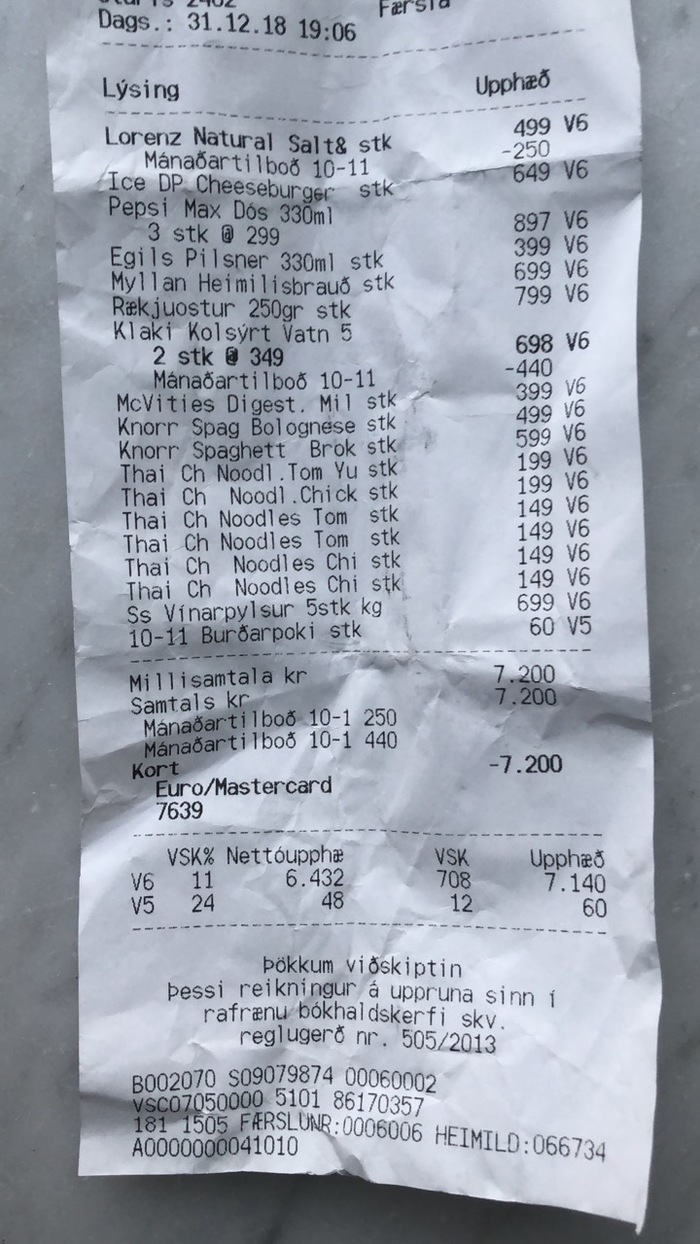 2462 Færsla
Dags.: 31.12.18 19:06
Lýsing Upphæð
Lorenz Natural Salt& stk 499 V6
Mánaðartilboð 10-11 -250
Ice DP Cheeseburger stk 649 V6
Pepsi Max Dós 330ml
3 stk @ 299 897 V6
Egils Pilsner 330ml stk 399 V6
Myllan Heimilisbrauð stk 699 V6
Rækjuostur 250gr stk 799 V6
Klaki Kolsýrt Vatn 5
2 stk @ 349 698 V6
Mánaðartilboð 10-11 -440
McVities Digest. Mil stk 399 V6
Knorr Spag Bolognese stk 499 V6
Knorr Spaghett Brok stk 599 V6
Thai Ch Noodl.Tom Yu stk 199 V6
Thai Ch Noodl.Chick stk 199 V6
Thai Ch Noodles Tom stk 149 V6
Thai Ch Noodles Tom stk 149 V6
Thai Ch Noodles Chi stk 149 V6
Thai Ch Noodles Chi stk 149 V6
Ss Vínarpylsur 5stk kg 699 V6
10-11 Burðarpoki stk 60 V5
Millisamtala kr 7.200
Samtals kr 7.200
Mánaðartilboð 10-1 250
Mánaðartilboð 10-1 440
Kort -7.200
Euro/Mastercard
7639
VSK% Nettóupphæ VSK Upphæð
V6 11 6.432 708 7.140
V5 24 48 12 60
Þökkum viðskiptin
Þessi reikningur á uppruna sinn í
rafrænu bókhaldskerfi skv.
reglugerð nr. 505/2013
B002070 S09079874 00060002
VSC07050000 5101 86170357
181 1505 FÆRSLUNR:0006006 HEIMILD:066734
A0000000041010